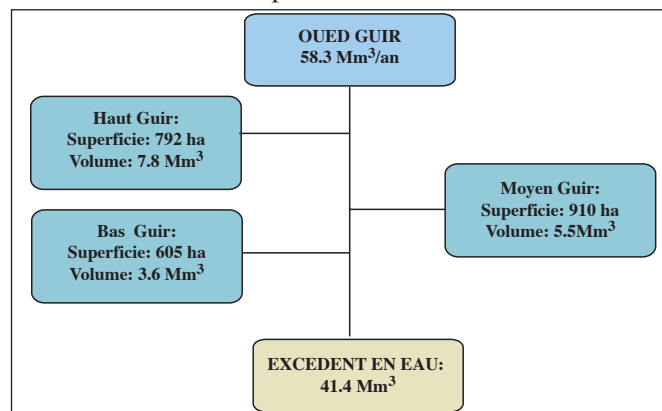 OUED GUIR
58.3 Mm³/an
Haut Guir:
Superficie: 792 ha
Volume: 7.8 Mm³
Moyen Guir:
Superficie: 910 ha
Volume: 5.5Mm³
Bas Guir:
Superficie: 605 ha
Volume: 3.6 Mm³
EXCEDENT EN EAU:
41.4 Mm³